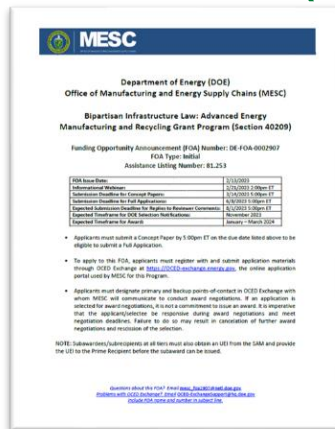 MESC
Department of Energy (DOE)
Office of Manufacturing and Energy Supply Chains (MESC)
Bipartisan Infrastructure Law: Advanced Energy
Manufacturing and Recycling Grant Program (Section 40209)
Funding Opportunity Announcement (FOA) Number: DE-FOA-0002907
FOA Type: Initial
Assistance Listing Number: 81.253
FOA Issue Date: 2/13/2023
Informational Webinar: 2/21/2023 2:00pm ET
Submission Deadline for Concept Papers: 3/14/2023 5:00pm ET
Submission Deadline for Full Applications: 6/8/2023 5:00pm ET
Expected Submission Deadline for Replies to Reviewer Comments: 8/1/2023 5:00pm ET
Expected Timeframe for DOE Selection Notifications: November 2023
Expected Timeframe for Award: January – March 2024
• Applicants must submit a Concept Paper by 5:00pm ET on the due date listed above to be
eligible to submit a Full Application.
• To apply to this FOA, applicants must register with and submit application materials
through OCED Exchange at https://OCED-exchange.energy.gov, the online application
portal used by MESC for this Program.
• Applicants must designate primary and backup points-of-contact in OCED Exchange with
whom MESC will communicate to conduct award negotiations. If an application is
selected for award negotiations, it is not a commitment to issue an award. It is imperative
that the applicant/selectee be responsive during award negotiations and meet
negotiation deadlines. Failure to do so may result in cancelation of further award
negotiations and rescission of the selection.
NOTE: Subawardees/subrecipients at all tiers must also obtain an UEI from the SAM and provide
the UEI to the Prime Recipient before the subaward can be issued.
Questions about this FOA? Email
Problems with OCED Exchange? Email OCED-ExchangeSupport@hq.doe.gov
Include FOA name and number in subject line.